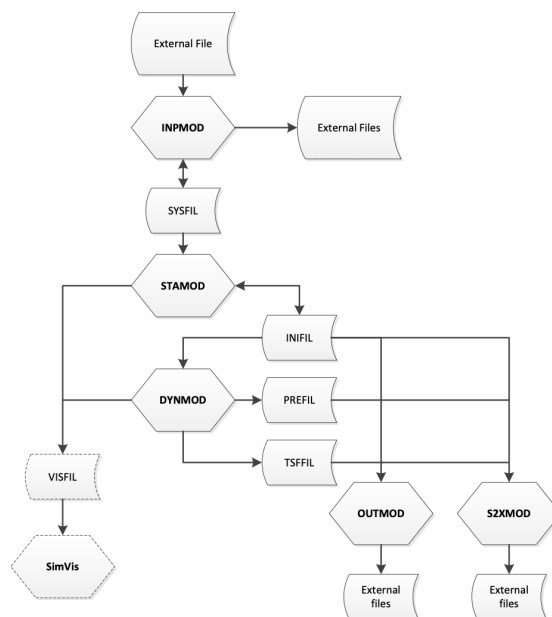 External File
INPMOD
External Files
SYSFIL
STAMOD
INIFIL
DYNMOD
PREFIL
TSFFIL
VISFIL
OUTMOD
S2XMOD
SimVis
External
files
External
files